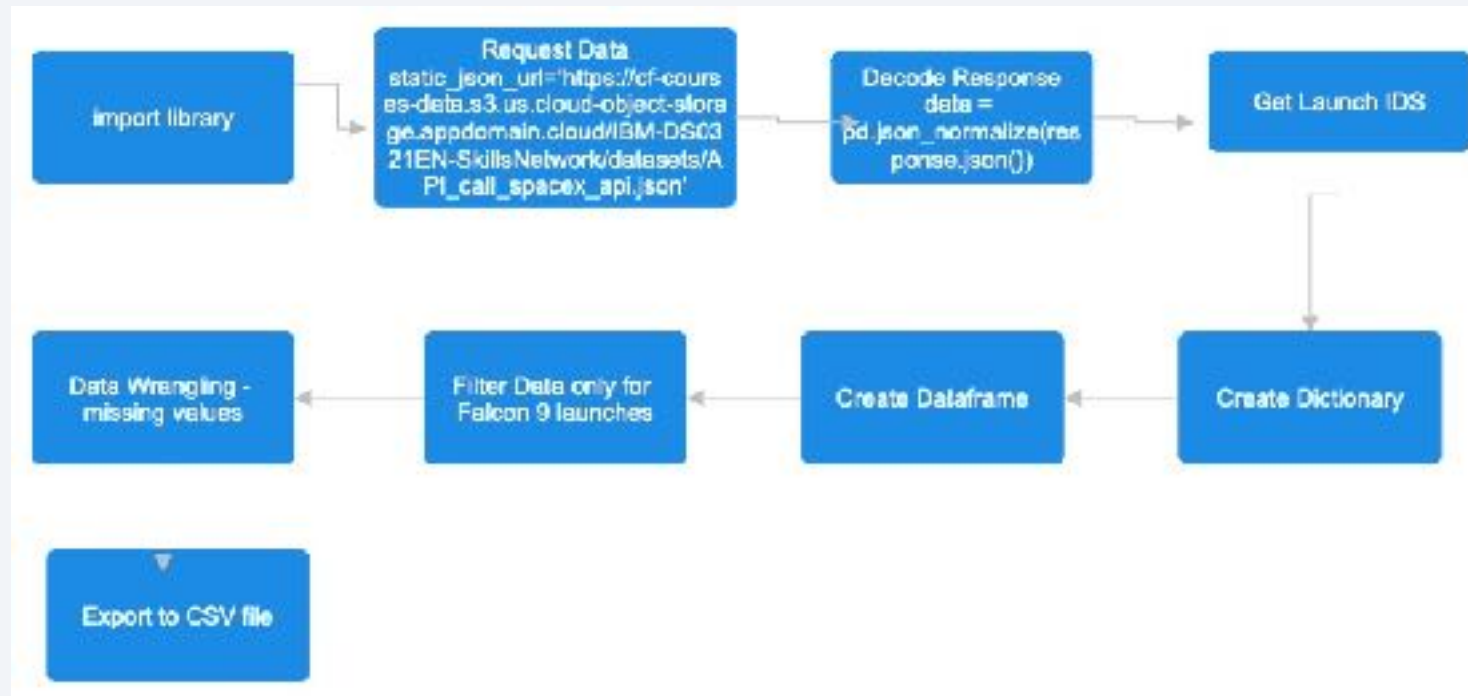 import library
Request Data
static_json_url='https://cf-cours
es-data.s3.us.cloud-object-stora
ge.appdomain.cloud/IBM-DS03
21EN-SkillsNetwork/datasets/A
PI_call_spacex_api.json'
Decode Response
data =
pd.json_normalize(res
ponse.json())
Get Launch IDS
Data Wrangling -
missing values
Filter Data only for
Falcon 9 launches
Create Dataframe
Create Dictionary
Export to CSV file